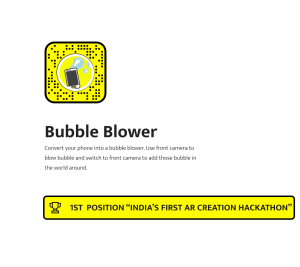 Bubble Blower
Convert your phone into a bubble blower. Use front camera to
blow bubble and switch to front camera to add those bubble in
the world around.
1ST POSITION "INDIA'S FIRST AR CREATION HACKATHON"